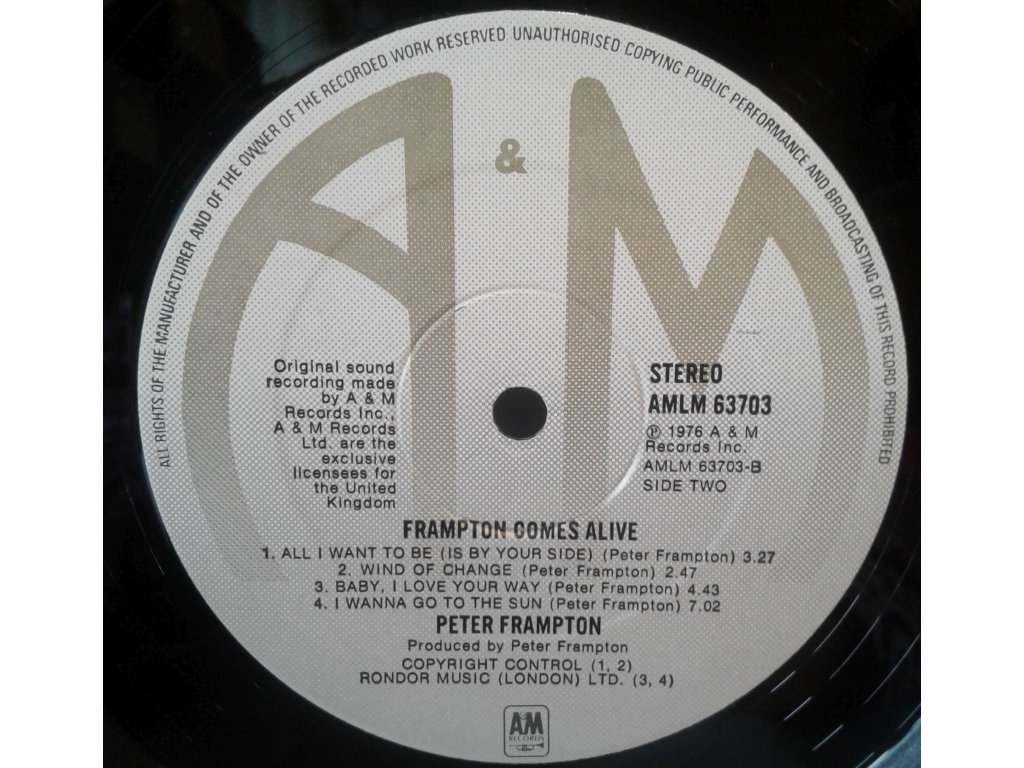 ALL RIGHTS OF THE MANUFACTURER AND OF THE OWNER OF THE RECORDED WORK RESERVED UNAUTHORISED COPYING PUBLIC PERFORMANCE AND BROADCASTING OF THIS RECORD PROHIBITED
A & M
Original sound
recording made
by A & M
Records Inc.,
A & M Records
Ltd. are the
exclusive
licensees for
the United
Kingdom
STEREO
AMLM 63703
℗ 1976 A & M
Records Inc.
AMLM 63703-B
SIDE TWO
FRAMPTON COMES ALIVE
1. ALL I WANT TO BE (IS BY YOUR SIDE) (Peter Frampton) 3.27
2. WIND OF CHANGE (Peter Frampton) 2.47
3. BABY, I LOVE YOUR WAY (Peter Frampton) 4.43
4. I WANNA GO TO THE SUN (Peter Frampton) 7.02
PETER FRAMPTON
Produced by Peter Frampton
COPYRIGHT CONTROL (1, 2)
RONDOR MUSIC (LONDON) LTD. (3, 4)
AM
RECORDS